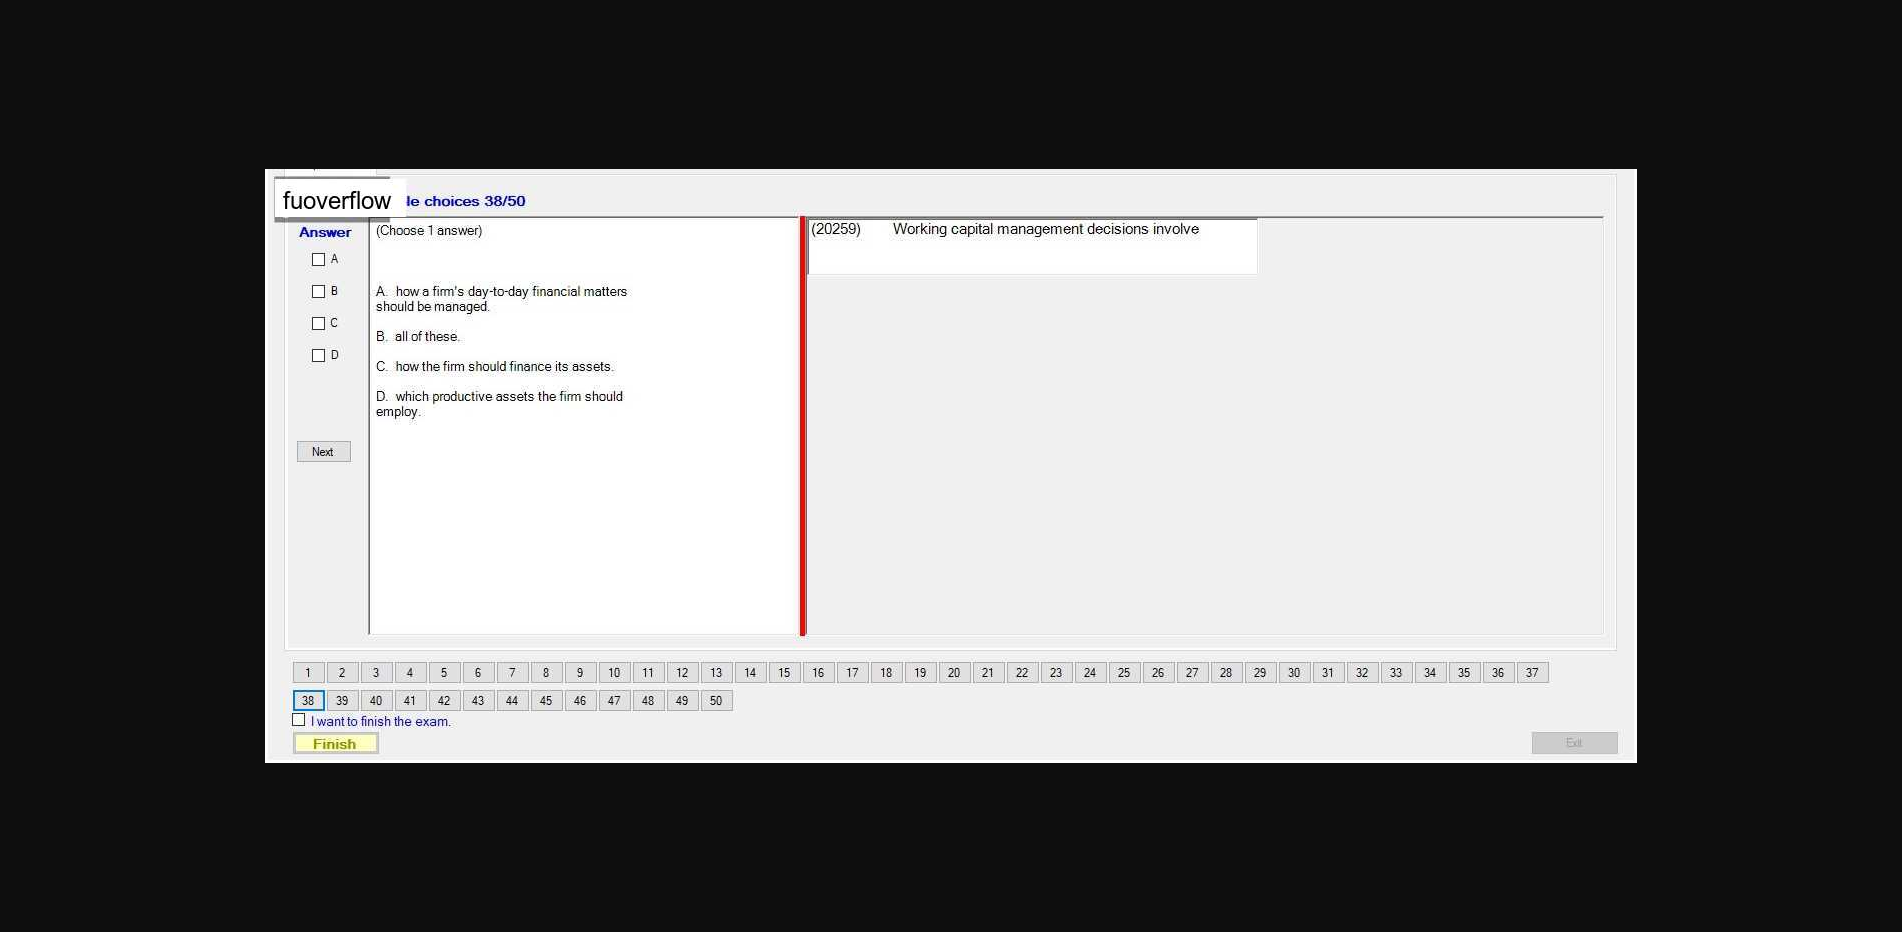 fuoverflow
le choices 38/50
Answer
A
B
C
D
Next
(Choose 1 answer)
A. how a firm's day-to-day financial matters
should be managed.
B. all of these.
C. how the firm should finance its assets.
D. which productive assets the firm should
employ.
(20259) Working capital management decisions involve
1 2 3 4 5 6 7 8 9 10 11 12 13 14 15 16 17 18 19 20 21 22 23 24 25 26 27 28 29 30 31 32 33 34 35 36 37
38 39 40 41 42 43 44 45 46 47 48 49 50
I want to finish the exam.
Finish
Exit